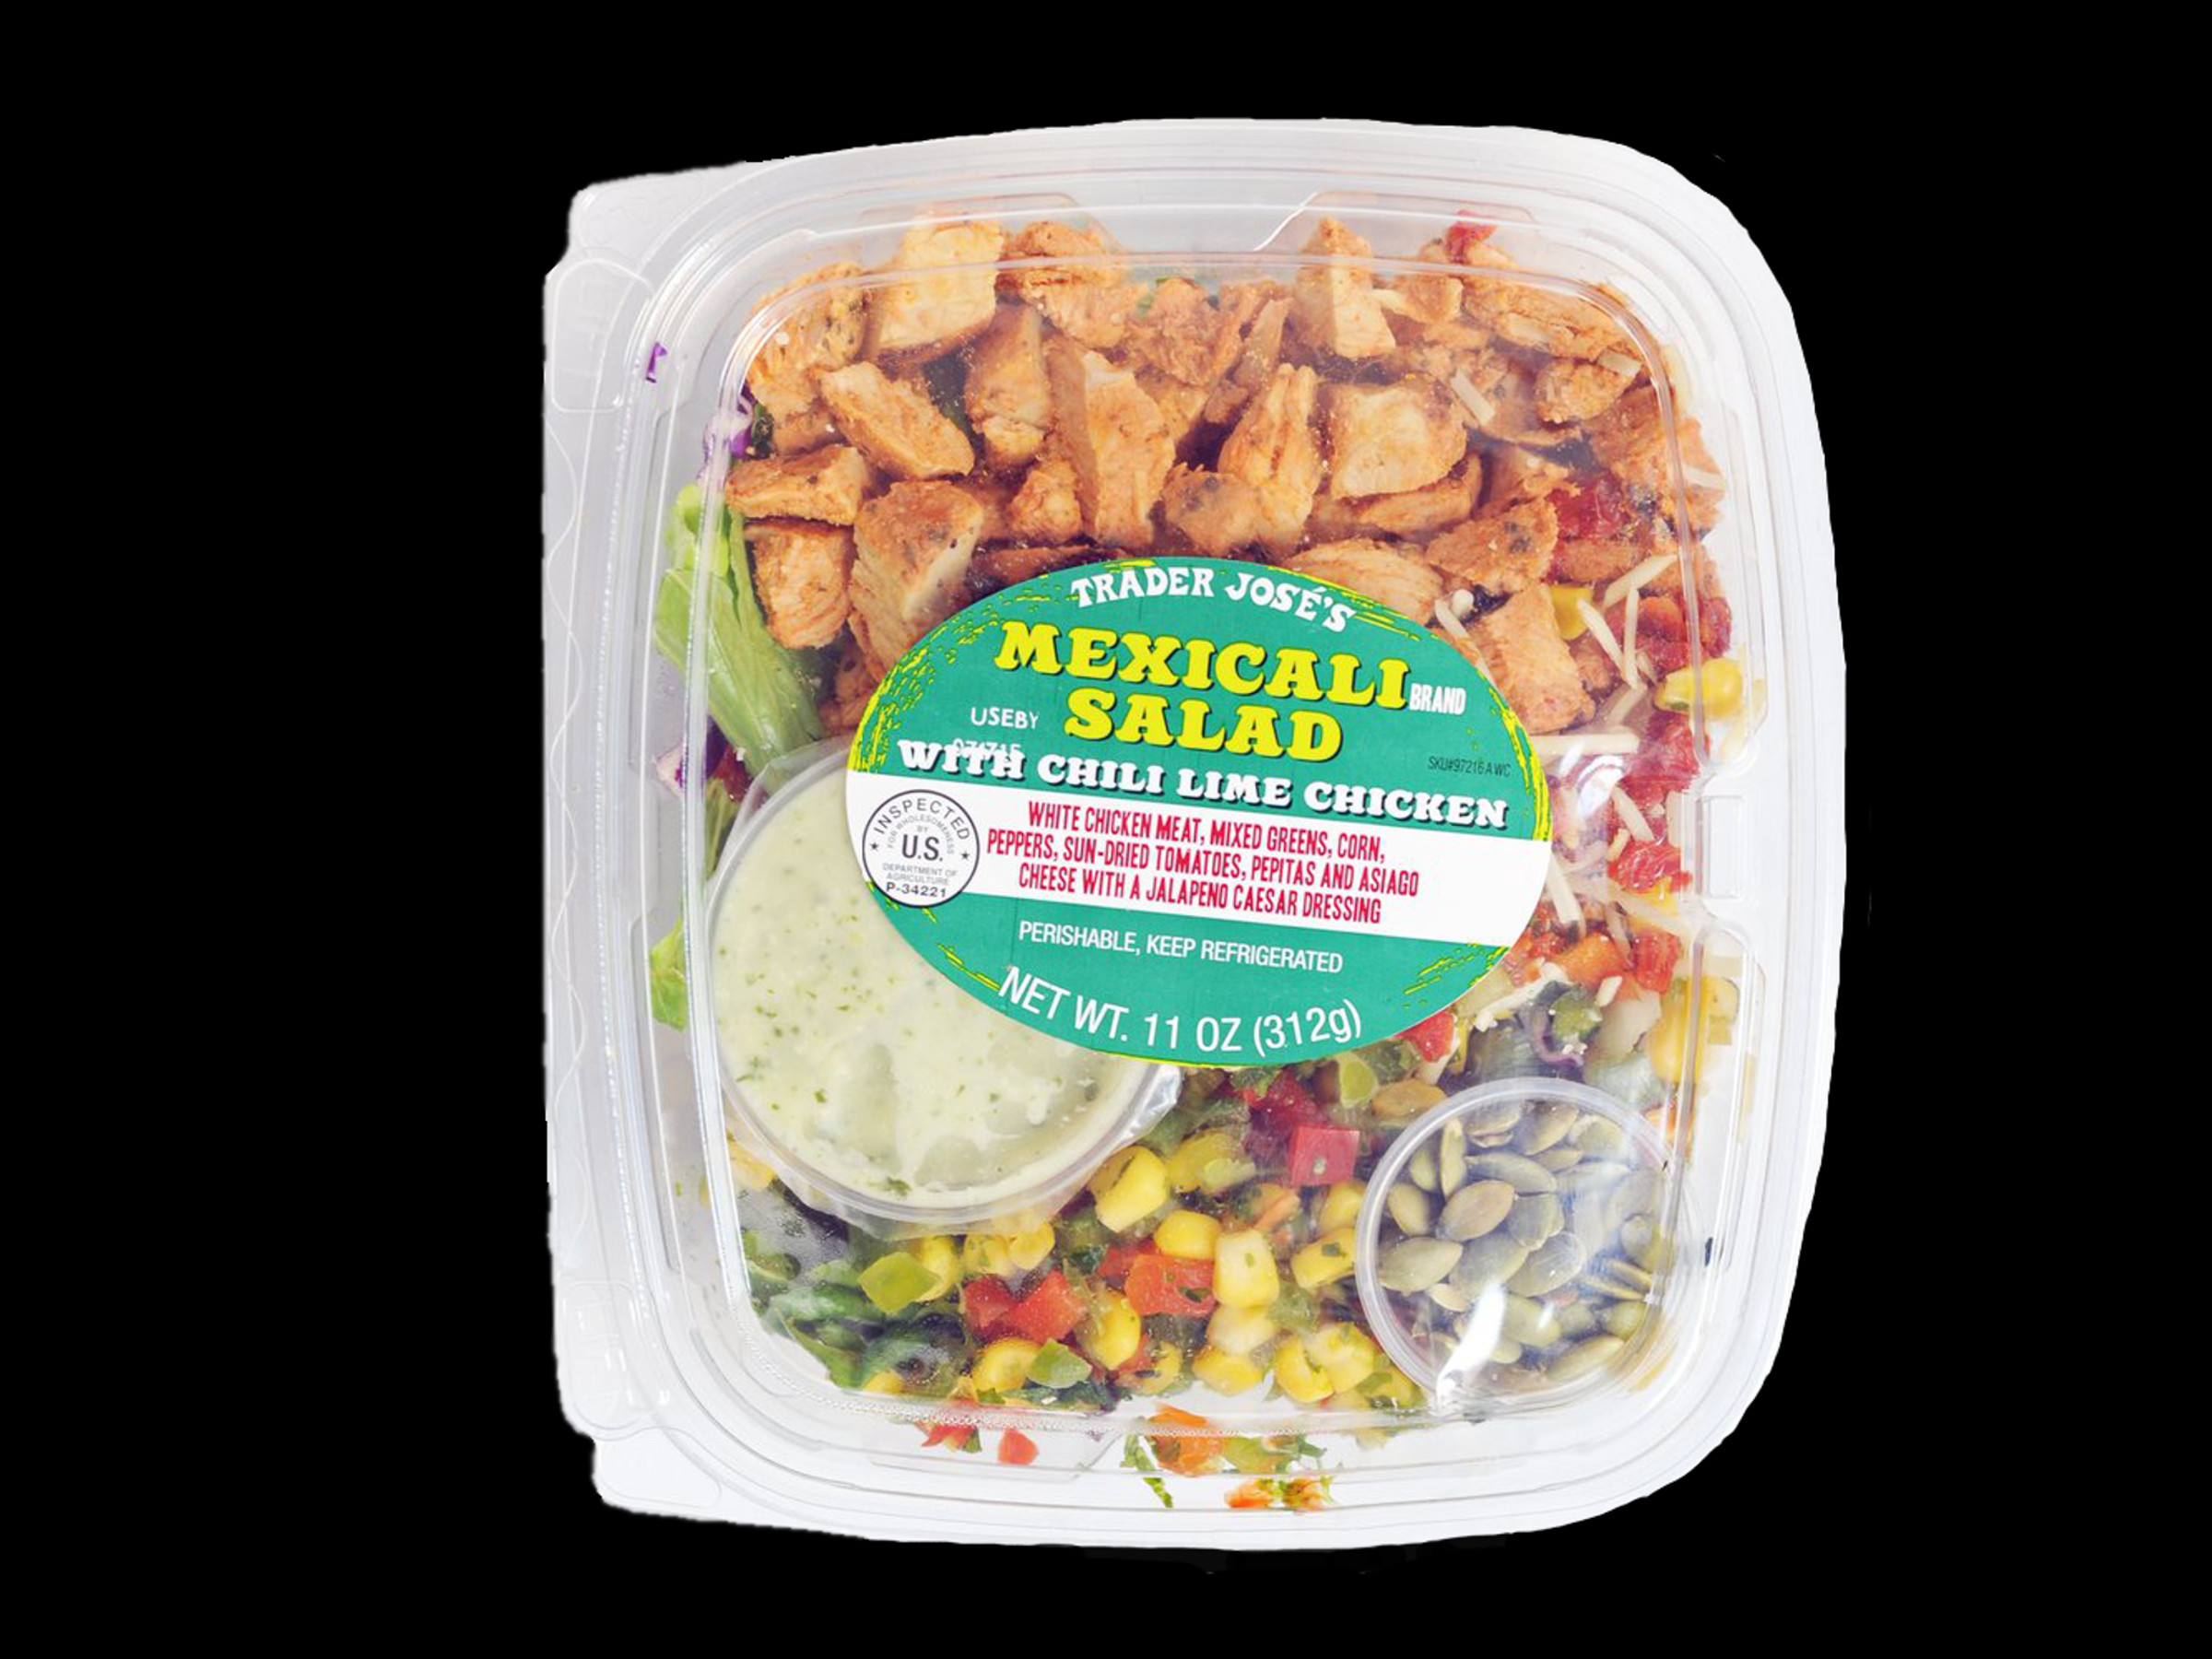 TRADER JOSÉ'S
MEXICALI BRAND
SALAD
USEBY
WITH CHILI LIME CHICKEN
SKU#97216 A WC
INSPECTED
FOR WHOLESOMENESS
BY
U.S.
DEPARTMENT OF
AGRICULTURE
P-34221
WHITE CHICKEN MEAT, MIXED GREENS, CORN,
PEPPERS, SUN-DRIED TOMATOES, PEPITAS AND ASIAGO
CHEESE WITH A JALAPENO CAESAR DRESSING
PERISHABLE, KEEP REFRIGERATED
NET WT. 11 OZ (312g)